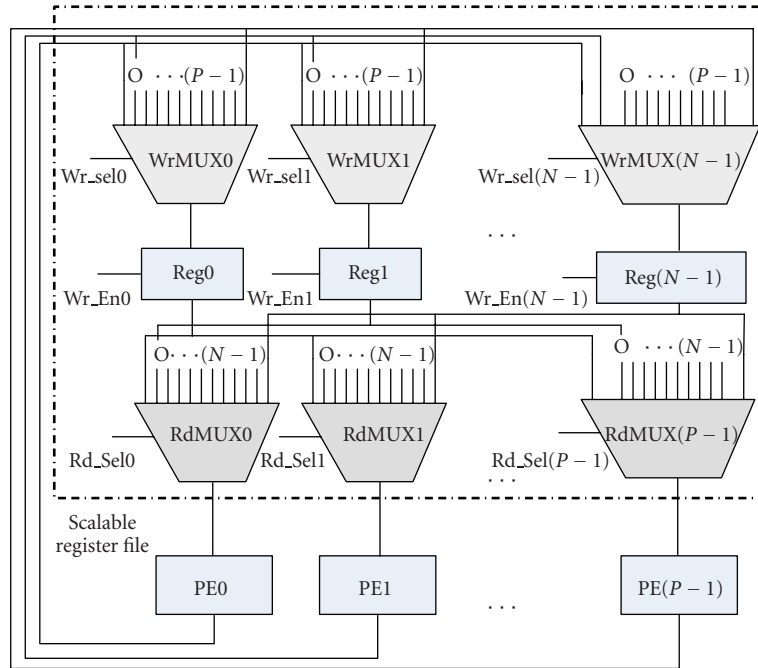 O · · · (P − 1) O · · · (P − 1) O · · · (P − 1)
WrMUX0 WrMUX1 WrMUX(N − 1)
Wr_sel0 Wr_sel1 Wr_sel(N − 1)
. . .
Reg0 Reg1 Reg(N − 1)
Wr_En0 Wr_En1 Wr_En(N − 1)
O · · · (N − 1) O · · · (N − 1) O · · · (N − 1)
RdMUX0 RdMUX1 RdMUX(P − 1)
Rd_Sel0 Rd_Sel1 Rd_Sel(P − 1)
. . .
Scalable
register file
PE0 PE1 . . . PE(P − 1)